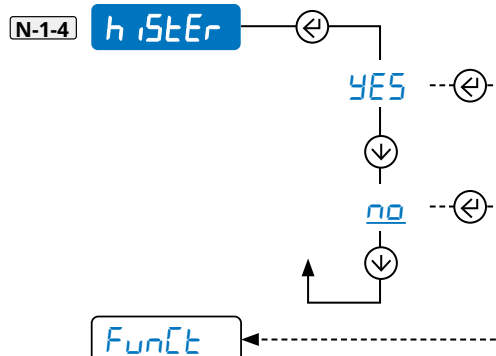 N-1-4 hiStEr
YES
no
FunCt